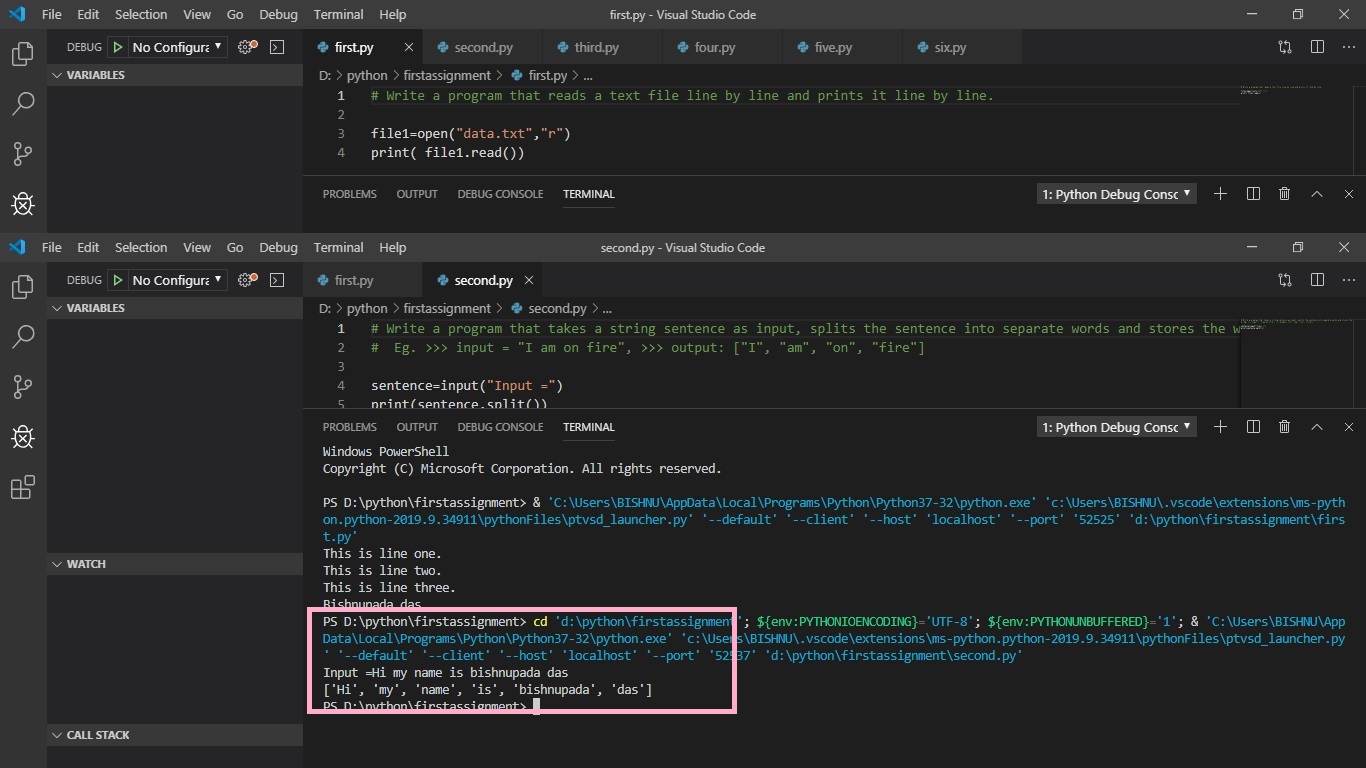 File Edit Selection View Go Debug Terminal Help first.py - Visual Studio Code
DEBUG No Configura
first.py second.py third.py four.py five.py six.py
VARIABLES
D: > python > firstassignment > first.py > ...
1 # Write a program that reads a text file line by line and prints it line by line.
2
3 file1=open("data.txt","r")
4 print( file1.read())
PROBLEMS OUTPUT DEBUG CONSOLE TERMINAL 1: Python Debug Consc
File Edit Selection View Go Debug Terminal Help second.py - Visual Studio Code
DEBUG No Configura
first.py second.py
VARIABLES
D: > python > firstassignment > second.py > ...
1 # Write a program that takes a string sentence as input, splits the sentence into separate words and stores the w
2 #  Eg. >>> input = "I am on fire", >>> output: ["I", "am", "on", "fire"]
3
4 sentence=input("Input =")
5 print(sentence.split())
PROBLEMS OUTPUT DEBUG CONSOLE TERMINAL 1: Python Debug Consc
Windows PowerShell
Copyright (C) Microsoft Corporation. All rights reserved.
PS D:\python\firstassignment> & 'C:\Users\BISHNU\AppData\Local\Programs\Python\Python37-32\python.exe' 'c:\Users\BISHNU\.vscode\extensions\ms-pyth
on.python-2019.9.34911\pythonFiles\ptvsd_launcher.py' '--default' '--client' '--host' 'localhost' '--port' '52525' 'd:\python\firstassignment\firs
t.py'
This is line one.
This is line two.
This is line three.
Bishnupada das
PS D:\python\firstassignment> cd 'd:\python\firstassignment'; ${env:PYTHONIOENCODING}='UTF-8'; ${env:PYTHONUNBUFFERED}='1'; & 'C:\Users\BISHNU\App
Data\Local\Programs\Python\Python37-32\python.exe' 'c:\Users\BISHNU\.vscode\extensions\ms-python.python-2019.9.34911\pythonFiles\ptvsd_launcher.py
' '--default' '--client' '--host' 'localhost' '--port' '52537' 'd:\python\firstassignment\second.py'
Input =Hi my name is bishnupada das
['Hi', 'my', 'name', 'is', 'bishnupada', 'das']
PS D:\python\firstassignment>
WATCH
CALL STACK